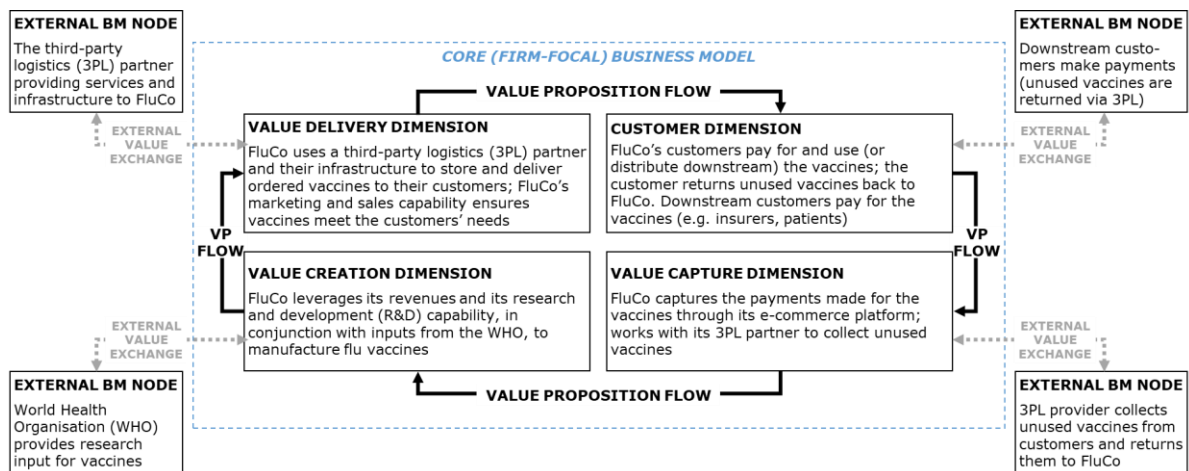 EXTERNAL BM NODE
The third-party
logistics (3PL) partner
providing services and
infrastructure to FluCo
EXTERNAL BM NODE
Downstream custo-
mers make payments
(unused vaccines are
returned via 3PL)
CORE (FIRM-FOCAL) BUSINESS MODEL
VALUE PROPOSITION FLOW
EXTERNAL
VALUE
EXCHANGE
VALUE DELIVERY DIMENSION
FluCo uses a third-party logistics (3PL) partner
and their infrastructure to store and deliver
ordered vaccines to their customers; FluCo's
marketing and sales capability ensures
vaccines meet the customers' needs
CUSTOMER DIMENSION
FluCo's customers pay for and use (or
distribute downstream) the vaccines; the
customer returns unused vaccines back to
FluCo. Downstream customers pay for the
vaccines (e.g. insurers, patients)
EXTERNAL
VALUE
EXCHANGE
VP
FLOW
VP
FLOW
VALUE CREATION DIMENSION
FluCo leverages its revenues and its research
and development (R&D) capability, in
conjunction with inputs from the WHO, to
manufacture flu vaccines
VALUE CAPTURE DIMENSION
FluCo captures the payments made for the
vaccines through its e-commerce platform;
works with its 3PL partner to collect unused
vaccines
EXTERNAL
VALUE
EXCHANGE
EXTERNAL
VALUE
EXCHANGE
VALUE PROPOSITION FLOW
EXTERNAL BM NODE
World Health
Organisation (WHO)
provides research
input for vaccines
EXTERNAL BM NODE
3PL provider collects
unused vaccines from
customers and returns
them to FluCo